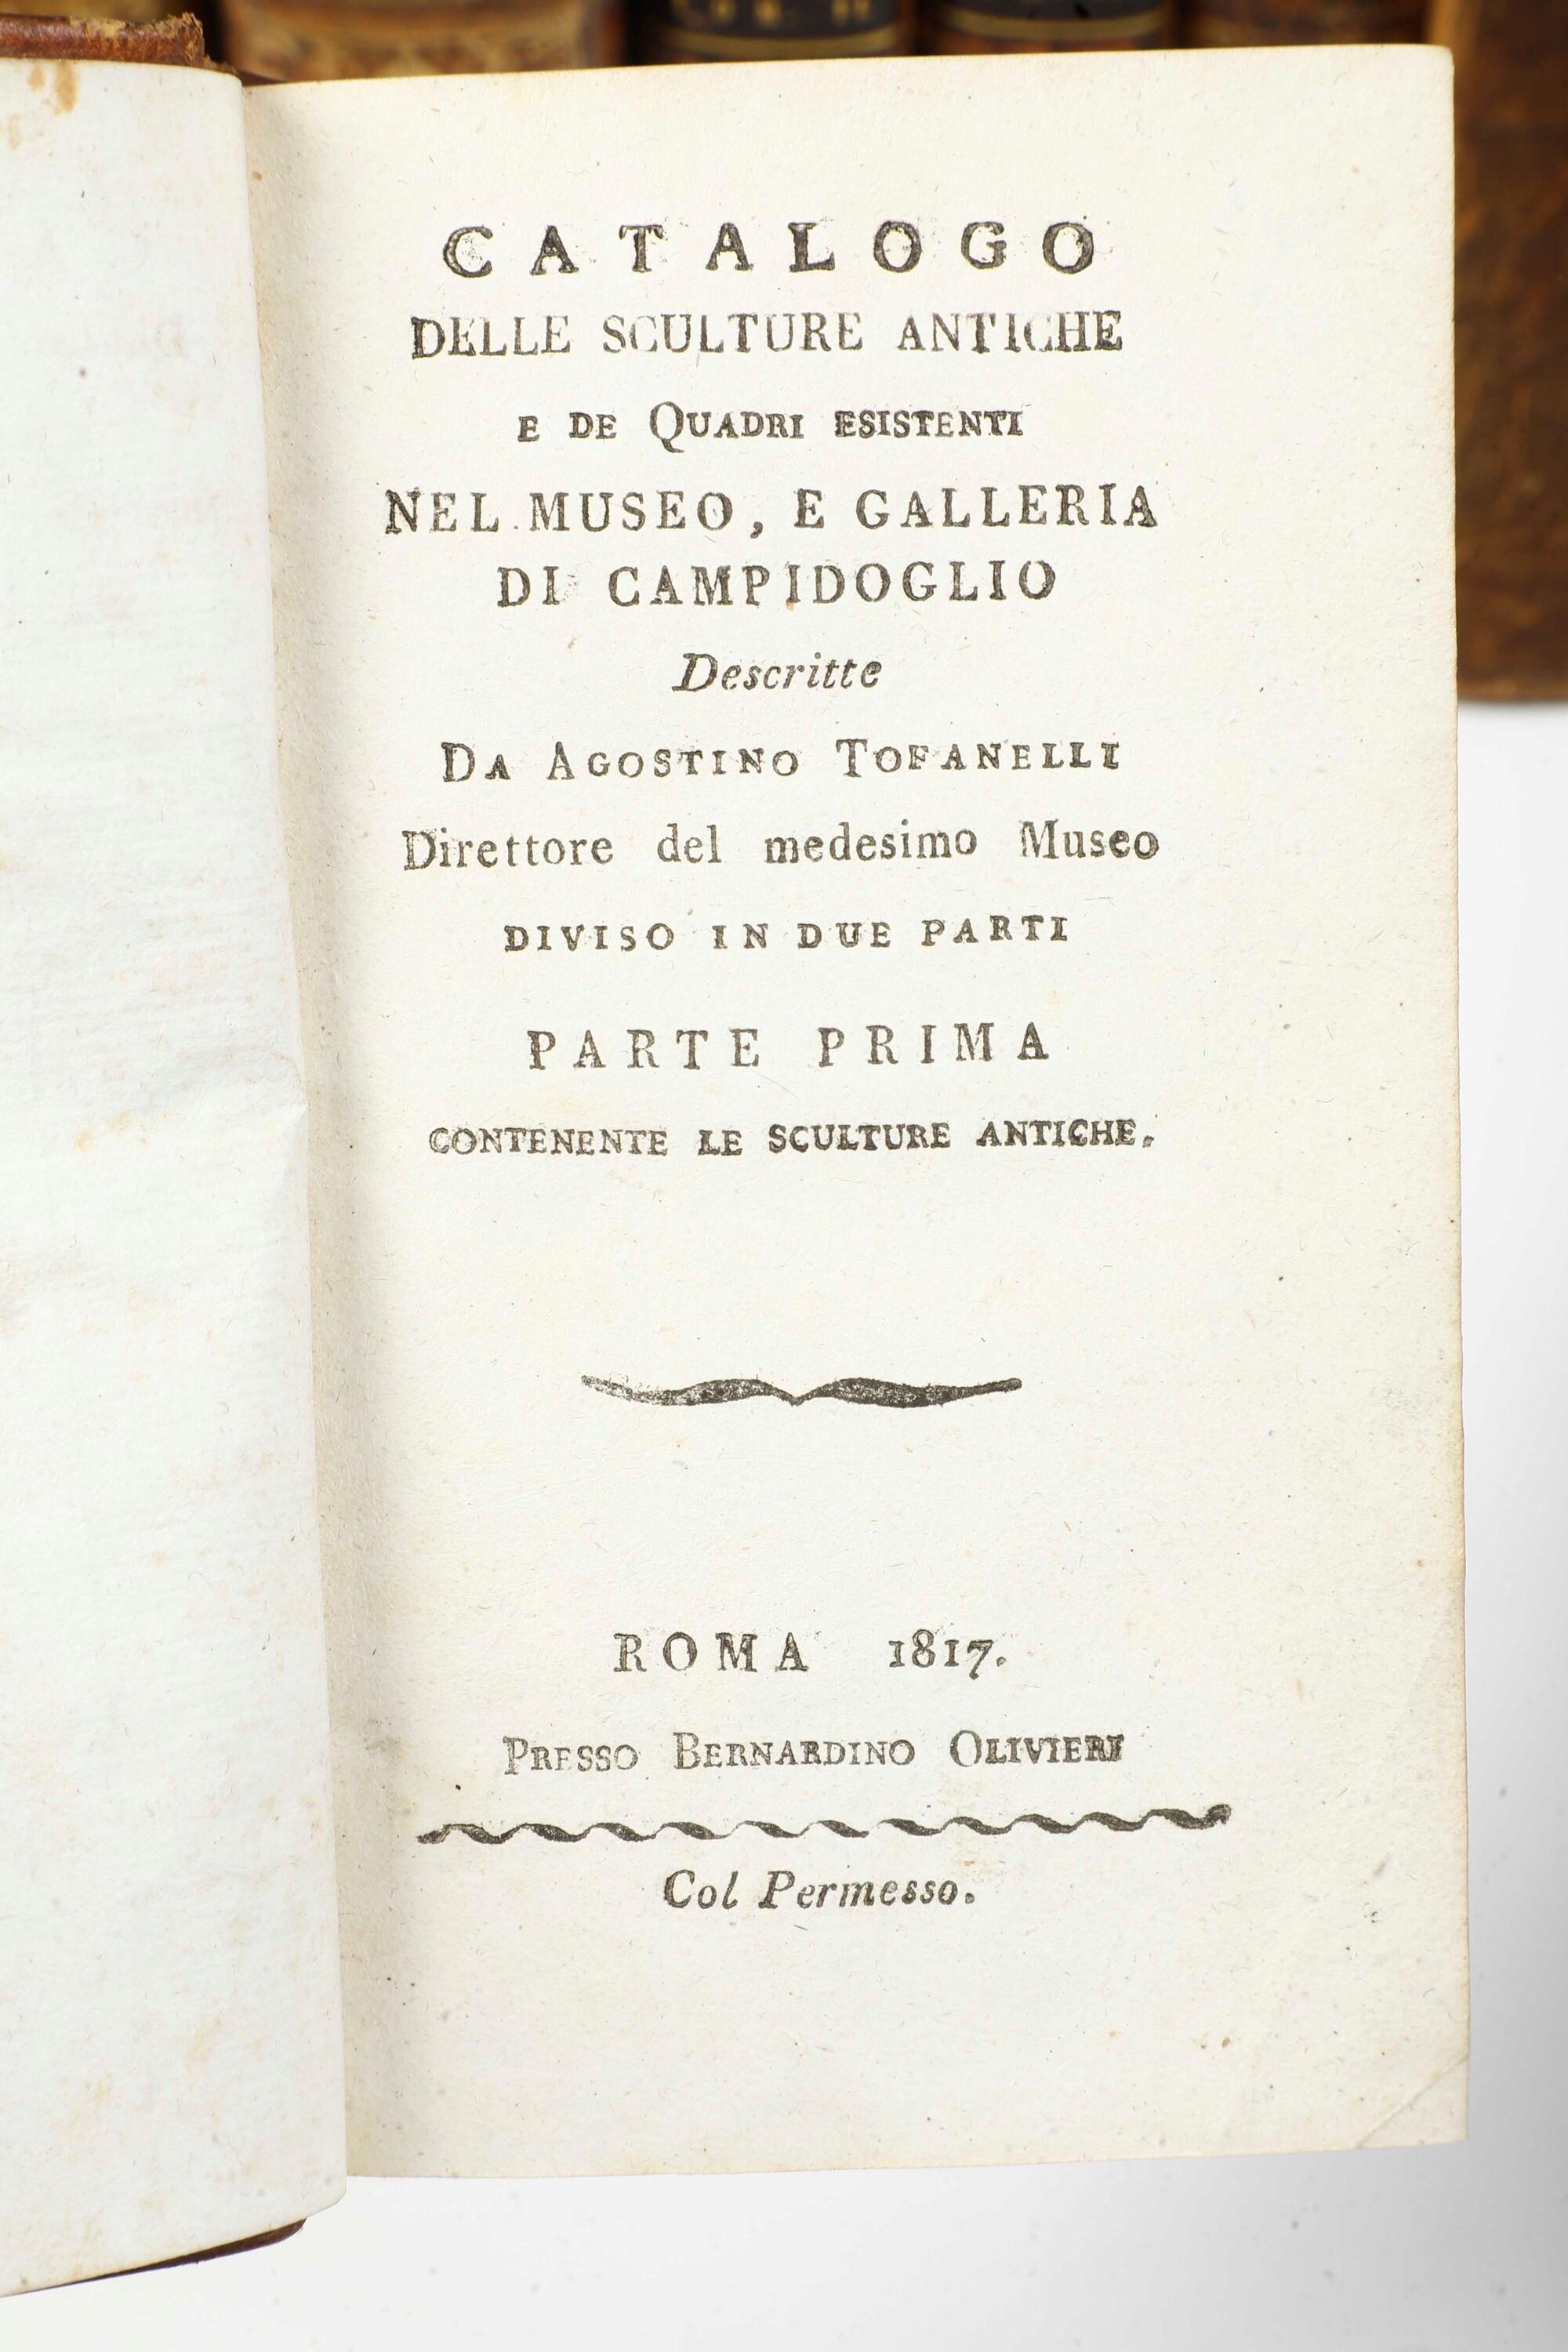 CATALOGO
DELLE SCULTURE ANTICHE
E DE QUADRI ESISTENTI
NEL MUSEO, E GALLERIA
DI CAMPIDOGLIO
Descritte
DA AGOSTINO TOFANELLI
Direttore del medesimo Museo
DIVISO IN DUE PARTI
PARTE PRIMA
CONTENENTE LE SCULTURE ANTICHE.
ROMA 1817.
PRESSO BERNARDINO OLIVIERI
Col Permesso.